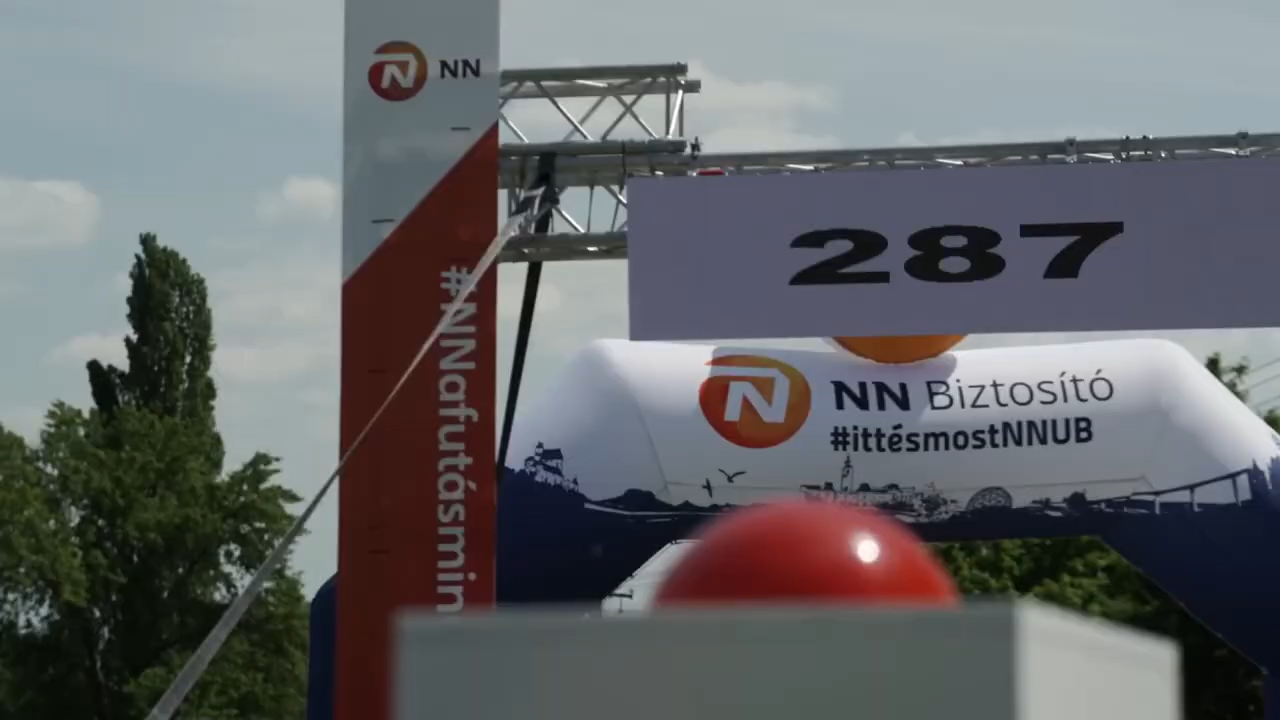 NN
#NNafutásmin
287
NN Biztosító
#ittésmostNNUB